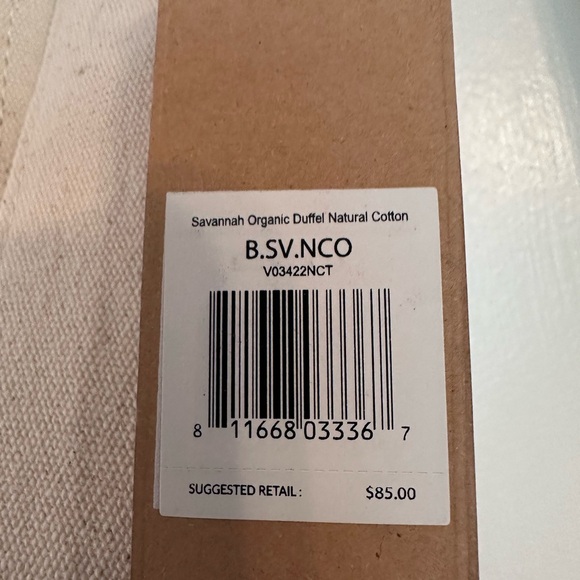 Savannah Organic Duffel Natural Cotton
B.SV.NCO
V03422NCT
8 11668 03336 7
SUGGESTED RETAIL: $85.00